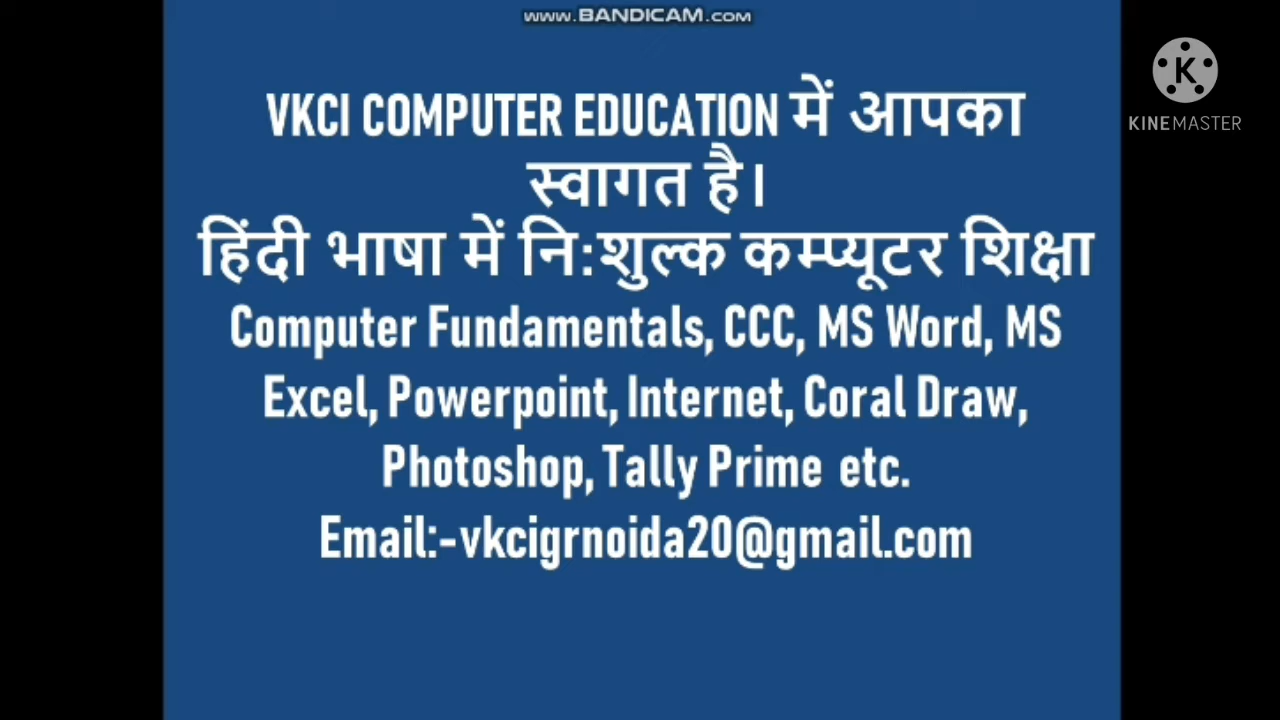 www.BANDICAM.com
VKCI COMPUTER EDUCATION में आपका
स्वागत है।
हिंदी भाषा में नि:शुल्क कम्प्यूटर शिक्षा
Computer Fundamentals, CCC, MS Word, MS
Excel, Powerpoint, Internet, Coral Draw,
Photoshop, Tally Prime etc.
Email:-vkcigrnoida20@gmail.com
K
KINEMASTER